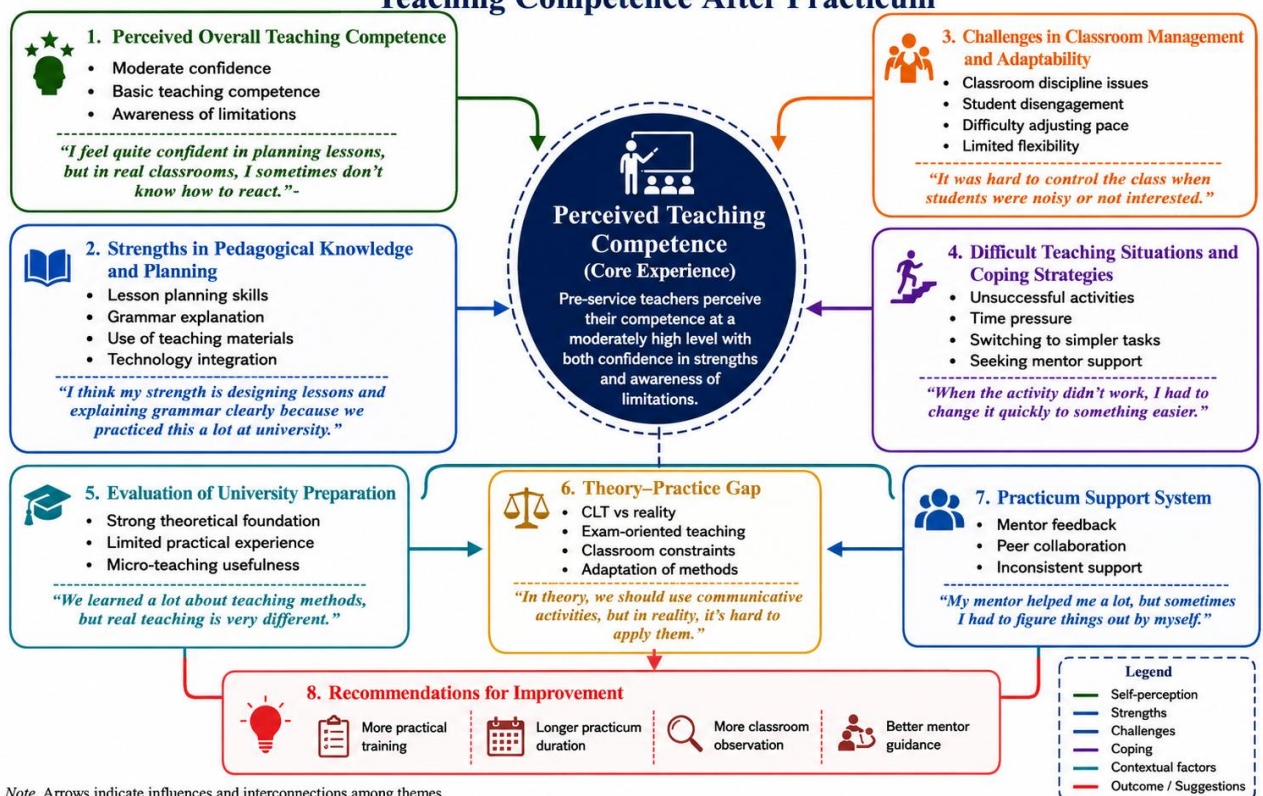 Teaching Competence After Practicum
1. Perceived Overall Teaching Competence
• Moderate confidence
• Basic teaching competence
• Awareness of limitations
“I feel quite confident in planning lessons,
but in real classrooms, I sometimes don’t
know how to react.”-
2. Strengths in Pedagogical Knowledge
and Planning
• Lesson planning skills
• Grammar explanation
• Use of teaching materials
• Technology integration
“I think my strength is designing lessons and
explaining grammar clearly because we
practiced this a lot at university.”
Perceived Teaching
Competence
(Core Experience)
Pre-service teachers perceive
their competence at a
moderately high level with
both confidence in strengths
and awareness of
limitations.
3. Challenges in Classroom Management
and Adaptability
• Classroom discipline issues
• Student disengagement
• Difficulty adjusting pace
• Limited flexibility
“It was hard to control the class when
students were noisy or not interested.”
4. Difficult Teaching Situations and
Coping Strategies
• Unsuccessful activities
• Time pressure
• Switching to simpler tasks
• Seeking mentor support
“When the activity didn’t work, I had to
change it quickly to something easier.”
5. Evaluation of University Preparation
• Strong theoretical foundation
• Limited practical experience
• Micro-teaching usefulness
“We learned a lot about teaching methods,
but real teaching is very different.”
6. Theory–Practice Gap
• CLT vs reality
• Exam-oriented teaching
• Classroom constraints
• Adaptation of methods
“In theory, we should use communicative
activities, but in reality, it’s hard to
apply them.”
7. Practicum Support System
• Mentor feedback
• Peer collaboration
• Inconsistent support
“My mentor helped me a lot, but sometimes
I had to figure things out by myself.”
8. Recommendations for Improvement
More practical
training
Longer practicum
duration
More classroom
observation
Better mentor
guidance
Legend
Self-perception
Strengths
Challenges
Coping
Contextual factors
Outcome / Suggestions
Note. Arrows indicate influences and interconnections among themes